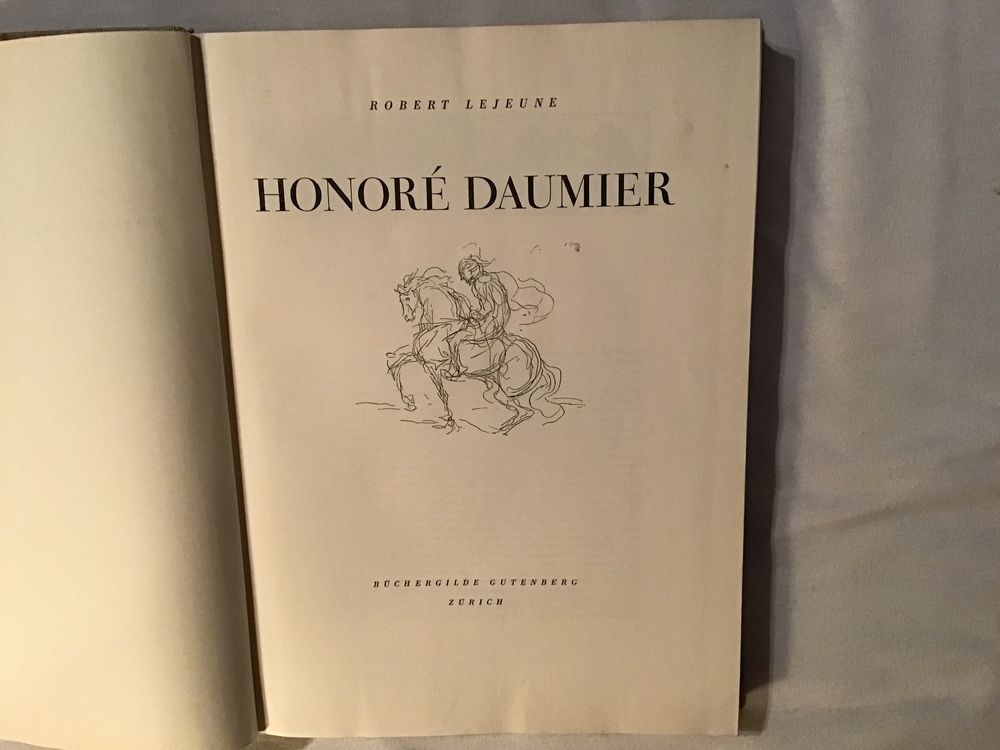 ROBERT LEJEUNE
HONORÉ DAUMIER
BÜCHERGILDE GUTENBERG
ZÜRICH